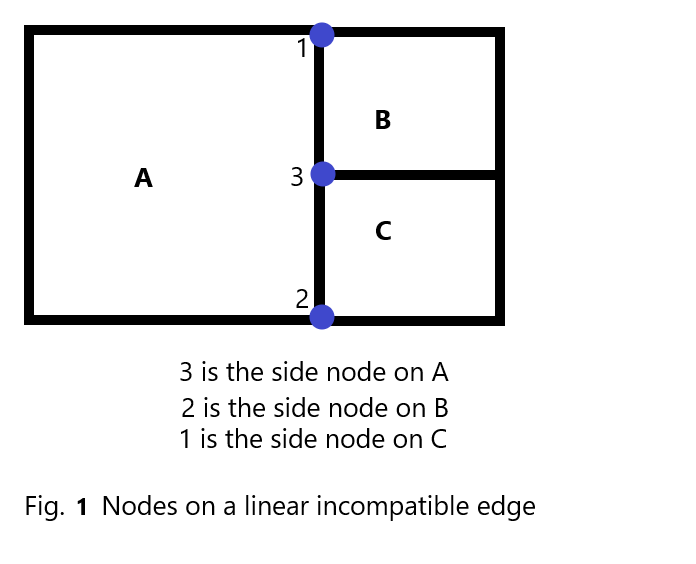 1
B
A
3
C
2
3 is the side node on A
2 is the side node on B
1 is the side node on C
Fig. 1 Nodes on a linear incompatible edge